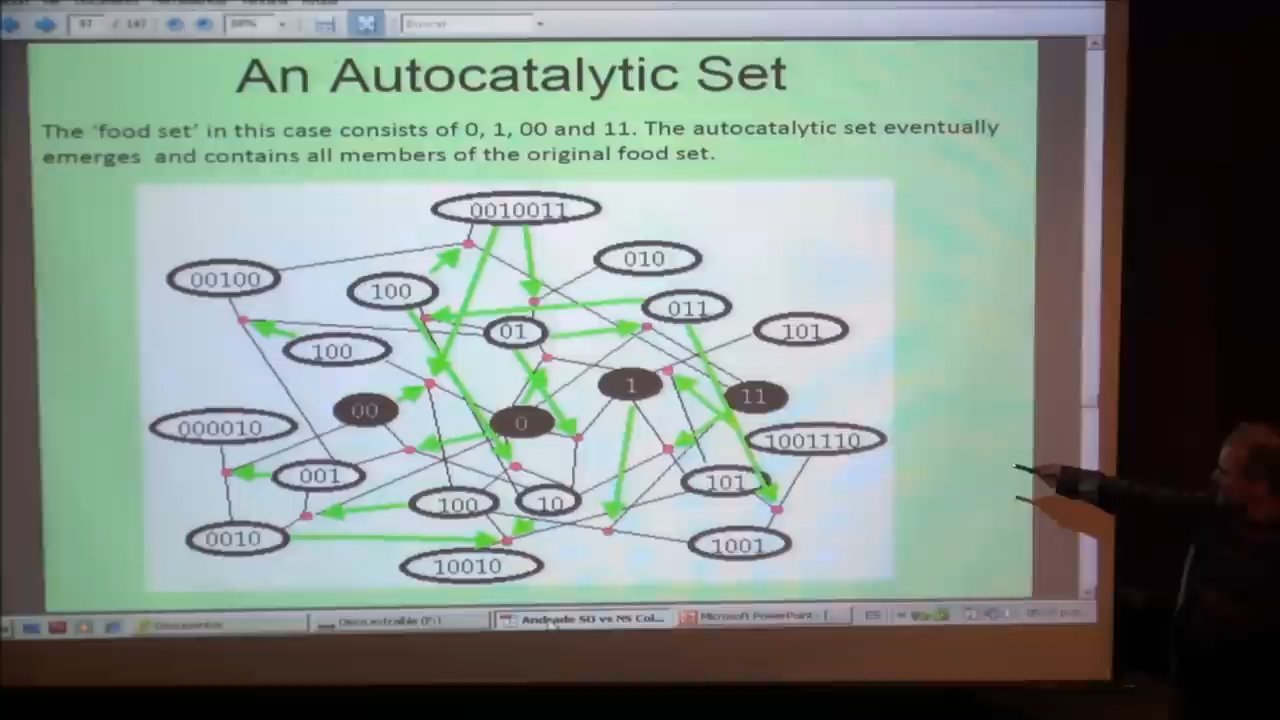 37 / 197
Buscar
An Autocatalytic Set
The 'food set' in this case consists of 0, 1, 00 and 11. The autocatalytic set eventually
emerges and contains all members of the original food set.
0010011
010
00100
100
011
01
101
100
1
11
00
0
000010
1001110
001
101
100
10
0010
1001
10010
Andrade SO vs NS Col...
Microsoft PowerPoint - [
ES